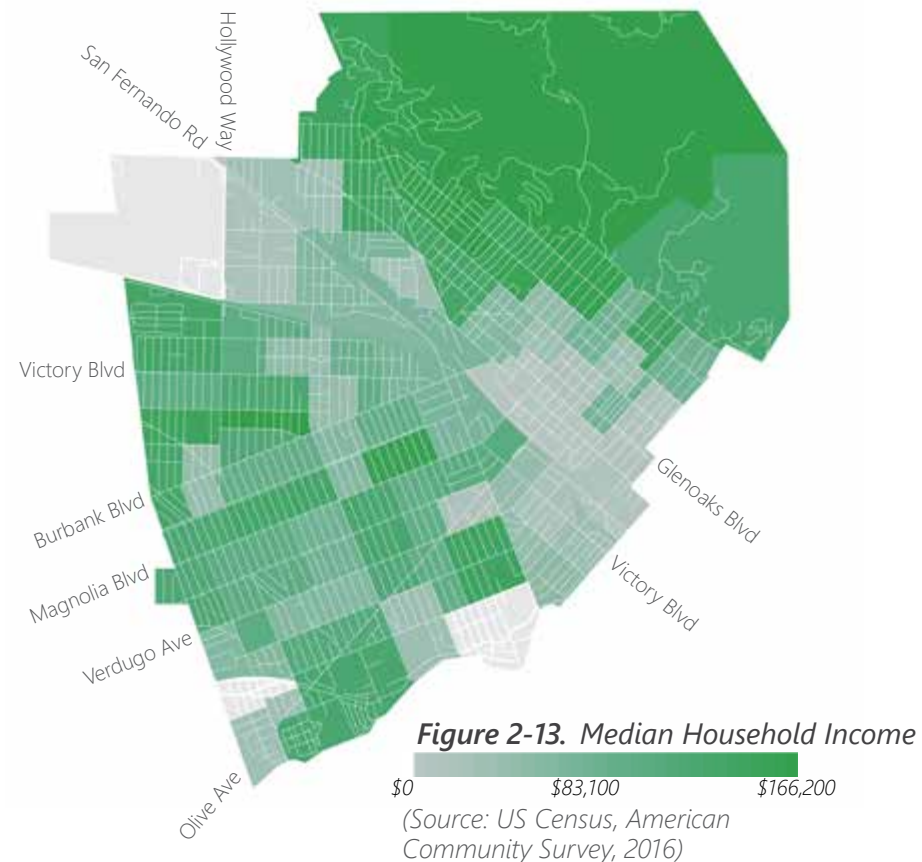 Hollywood Way
San Fernando Rd
Victory Blvd
Burbank Blvd
Magnolia Blvd
Verdugo Ave
Olive Ave
Glenoaks Blvd
Victory Blvd
Figure 2-13. Median Household Income
$0 $83,100 $166,200
(Source: US Census, American
Community Survey, 2016)